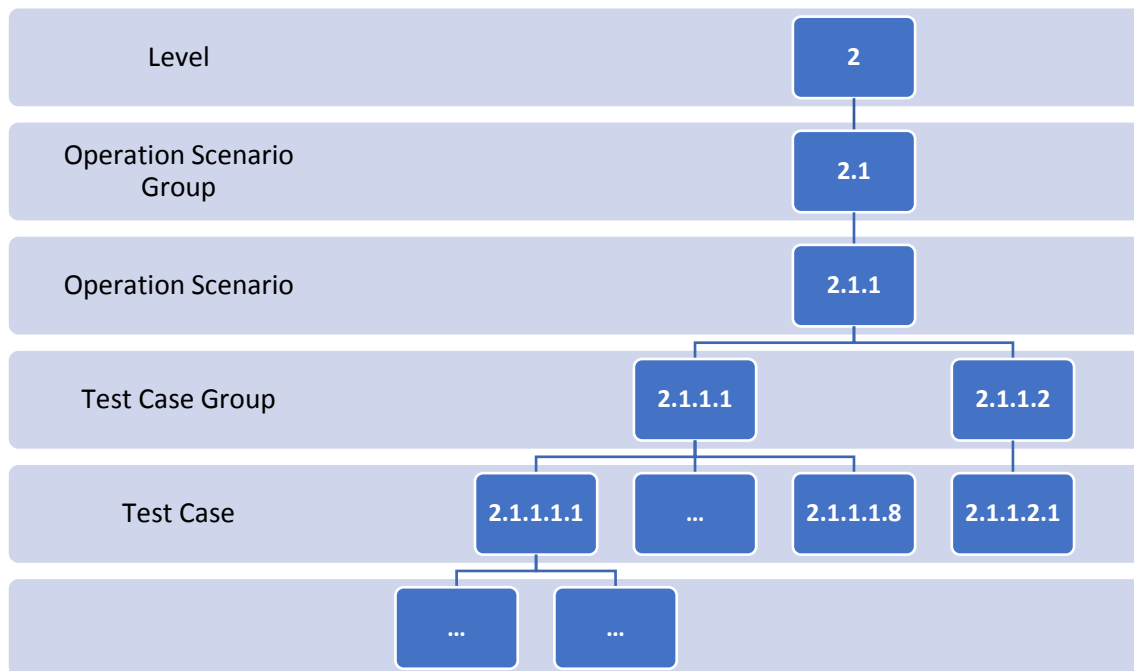 Level
2
Operation Scenario
Group
2.1
Operation Scenario
2.1.1
Test Case Group
2.1.1.1
2.1.1.2
Test Case
2.1.1.1.1
...
2.1.1.1.8
2.1.1.2.1
...
...